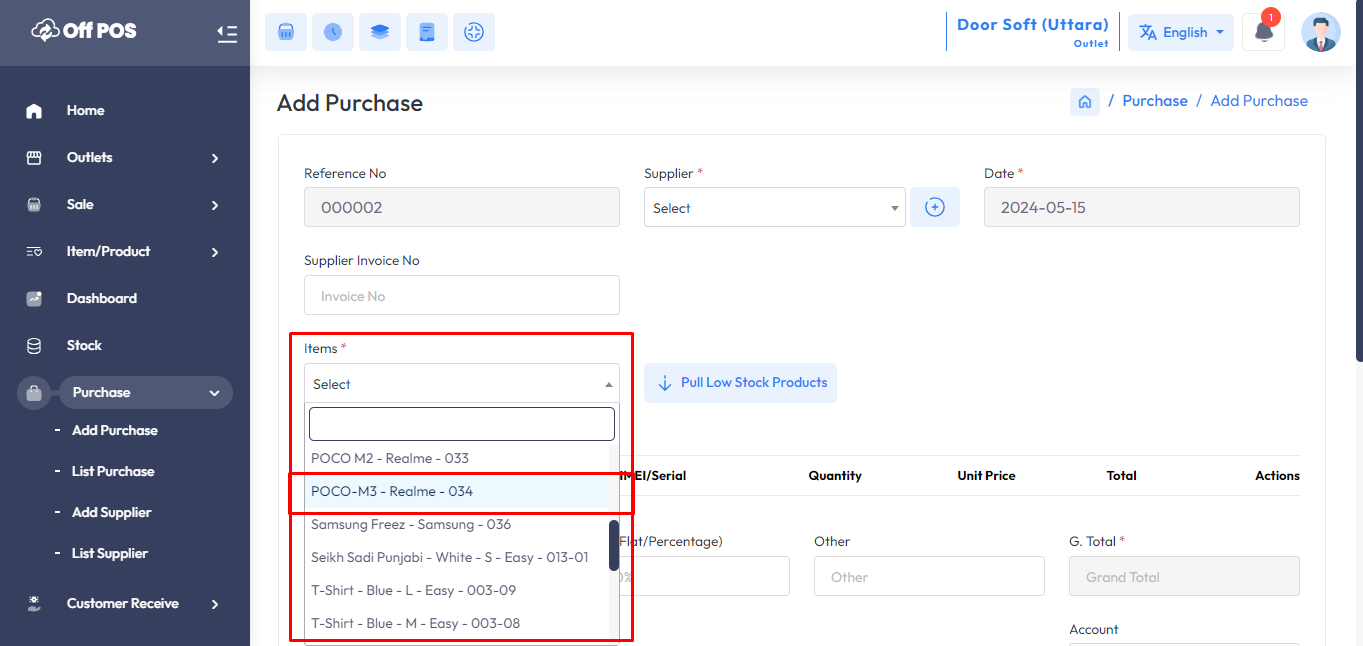 Off POS
Door Soft (Uttara)
Outlet
English
1
Home
Outlets
Sale
Item/Product
Dashboard
Stock
Purchase
- Add Purchase
- List Purchase
- Add Supplier
- List Supplier
Customer Receive
Add Purchase
/ Purchase / Add Purchase
Reference No
000002
Supplier *
Select
Date *
2024-05-15
Supplier Invoice No
Invoice No
Items *
Select
Pull Low Stock Products
POCO M2 - Realme - 033
POCO-M3 - Realme - 034
Samsung Freez - Samsung - 036
Seikh Sadi Punjabi - White - S - Easy - 013-01
T-Shirt - Blue - L - Easy - 003-09
T-Shirt - Blue - M - Easy - 003-08
IMEI/Serial Quantity Unit Price Total Actions
Flat/Percentage)
0%
Other
Other
G. Total *
Grand Total
Account